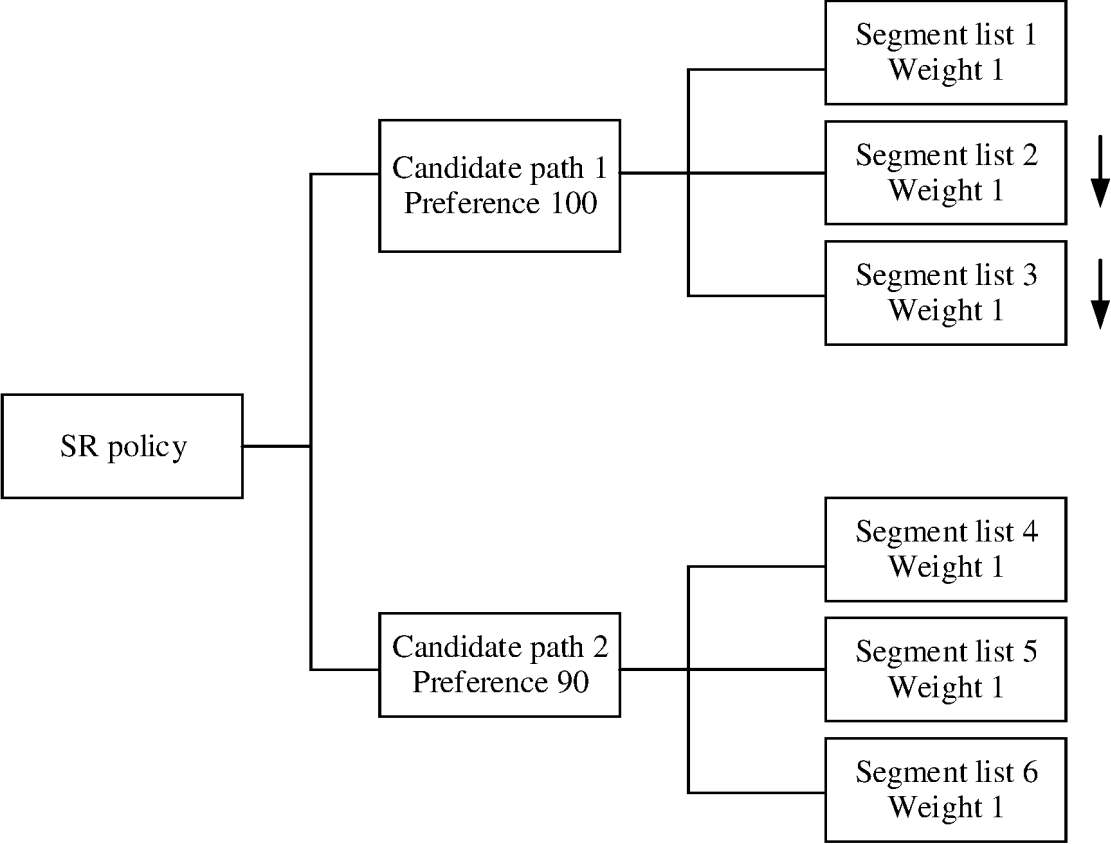 Segment list 1
Weight 1
Candidate path 1
Preference 100
Segment list 2
Weight 1
Segment list 3
Weight 1
SR policy
Segment list 4
Weight 1
Candidate path 2
Preference 90
Segment list 5
Weight 1
Segment list 6
Weight 1